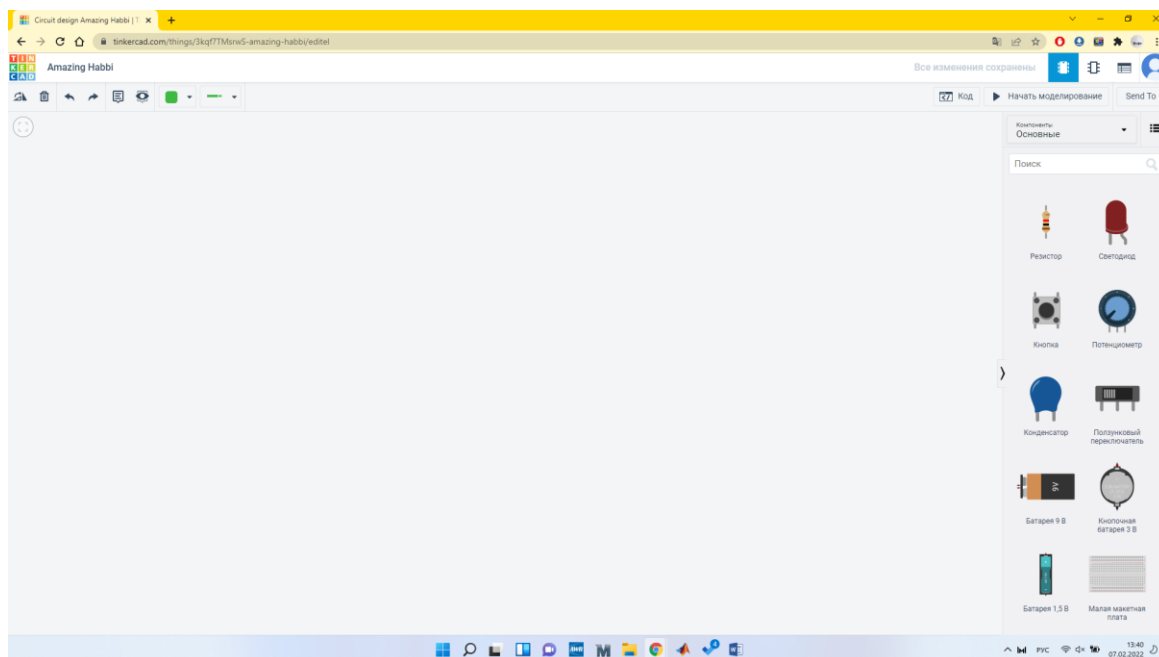 Circuit design Amazing Habbi | T
tinkercad.com/things/3kqf7TMsrwS-amazing-habbi/editel
TIN
KER
CAD
Amazing Habbi
Все изменения сохранены
Код
Начать моделирование
Send To
Компоненты
Основные
Поиск
Резистор
Светодиод
Кнопка
Потенциометр
Конденсатор
Ползунковый
переключатель
9V
Батарея 9 В
Кнопочная
батарея 3 В
Батарея 1,5 В
Малая макетная
плата
РУС
13:40
07.02.2022